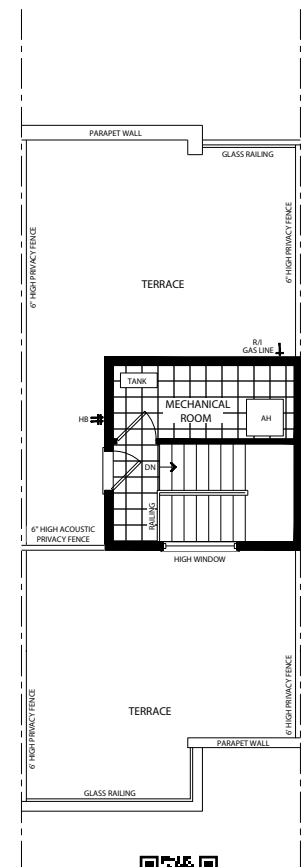 PARAPET WALL
GLASS RAILING
6" HIGH PRIVACY FENCE
6" HIGH PRIVACY FENCE
TERRACE
R/I
GAS LINE
TANK
MECHANICAL
ROOM
AH
HB
DN
RAILING
6" HIGH ACOUSTIC
PRIVACY FENCE
HIGH WINDOW
6' HIGH PRIVACY FENCE
6' HIGH PRIVACY FENCE
TERRACE
PARAPET WALL
GLASS RAILING